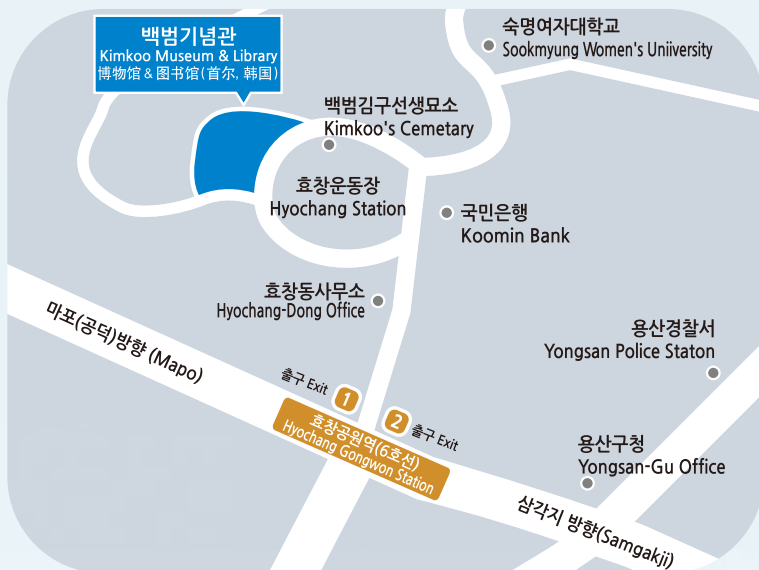 백범기념관
Kimkoo Museum & Library
博物馆 & 图书馆(首尔, 韩国)
숙명여자대학교
Sookmyung Women's Uniiversity
백범김구선생묘소
Kimkoo's Cemetary
효창운동장
Hyochang Station
국민은행
Koomin Bank
효창동사무소
Hyochang-Dong Office
용산경찰서
Yongsan Police Staton
마포(공덕)방향 (Mapo)
출구 Exit
1
2
출구 Exit
효창공원역(6호선)
Hyochang Gongwon Station
용산구청
Yongsan-Gu Office
삼각지 방향(Samgakji)